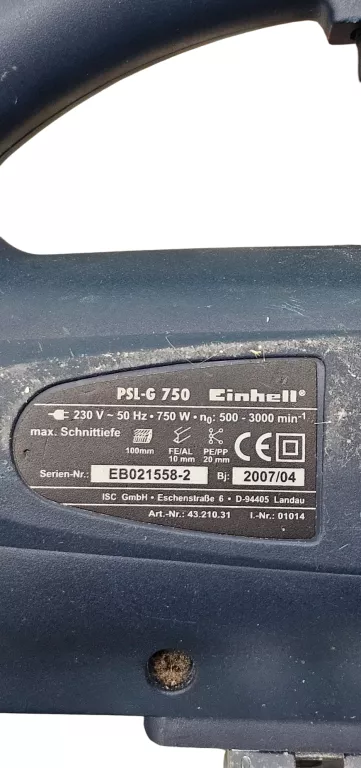 PSL-G 750 Einhell®
230 V ~ 50 Hz • 750 W • n₀: 500 - 3000 min⁻¹
max. Schnittiefe
100mm FE/AL 10 mm PE/PP 20 mm CE
Serien-Nr.: EB021558-2 Bj: 2007/04
ISC GmbH • Eschenstraße 6 • D-94405 Landau
Art.-Nr.: 43.210.31 I.-Nr.: 01014